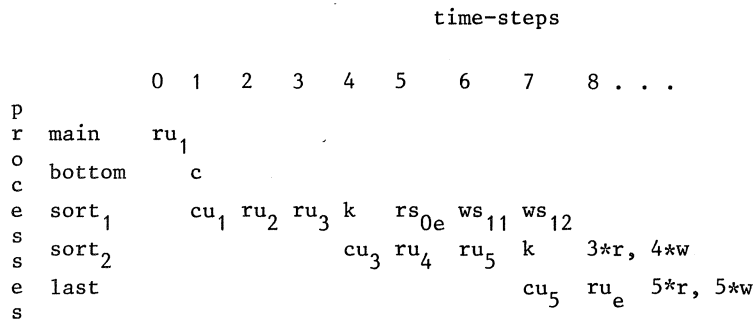 time-steps
0 1 2 3 4 5 6 7 8 . . .
processes
main ru1
bottom c
sort1 cu1 ru2 ru3 k rs0e ws11 ws12
sort2 cu3 ru4 ru5 k 3*r, 4*w
last cu5 rue 5*r, 5*w